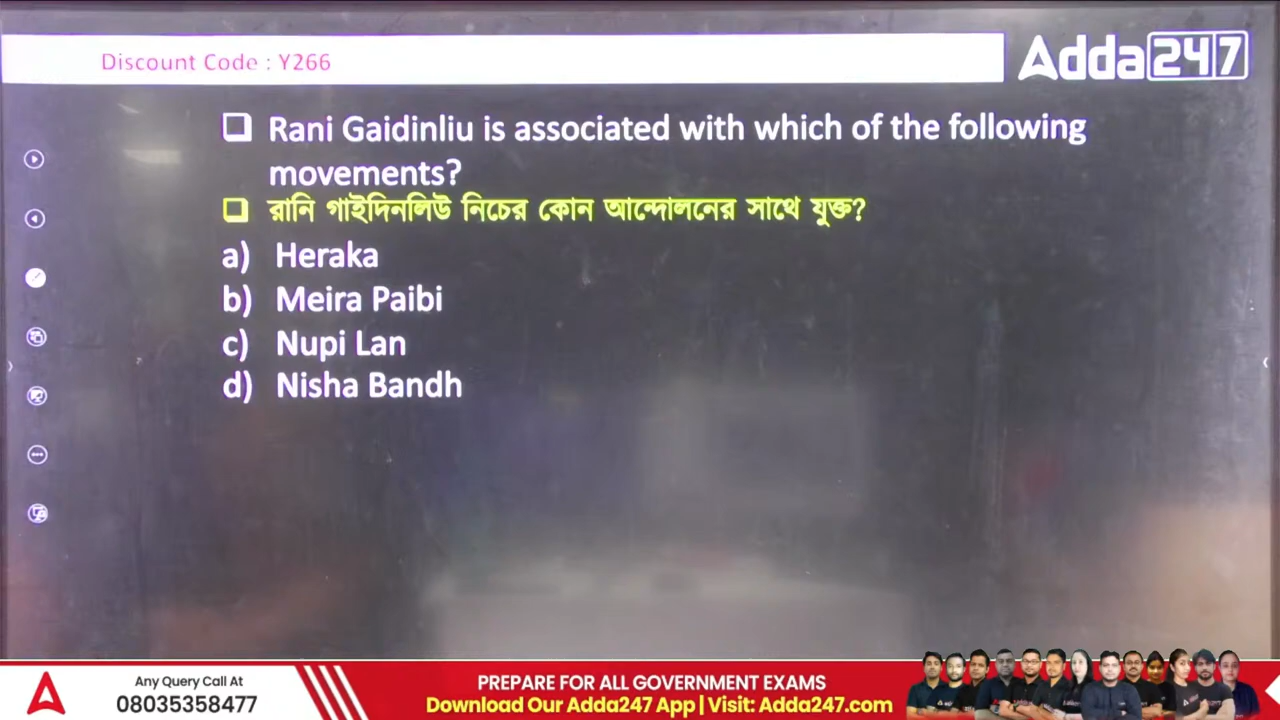 Discount Code : Y266
Adda247
Rani Gaidinliu is associated with which of the following
movements?
রানি গাইদিনলিউ নিচের কোন আন্দোলনের সাথে যুক্ত?
a) Heraka
b) Meira Paibi
c) Nupi Lan
d) Nisha Bandh
Any Query Call At
08035358477
PREPARE FOR ALL GOVERNMENT EXAMS
Download Our Adda247 App | Visit: Adda247.com